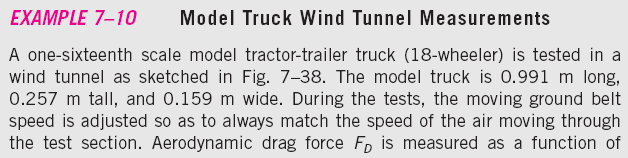 EXAMPLE 7–10 Model Truck Wind Tunnel Measurements
A one-sixteenth scale model tractor-trailer truck (18-wheeler) is tested in a
wind tunnel as sketched in Fig. 7–38. The model truck is 0.991 m long,
0.257 m tall, and 0.159 m wide. During the tests, the moving ground belt
speed is adjusted so as to always match the speed of the air moving through
the test section. Aerodynamic drag force F_D is measured as a function of